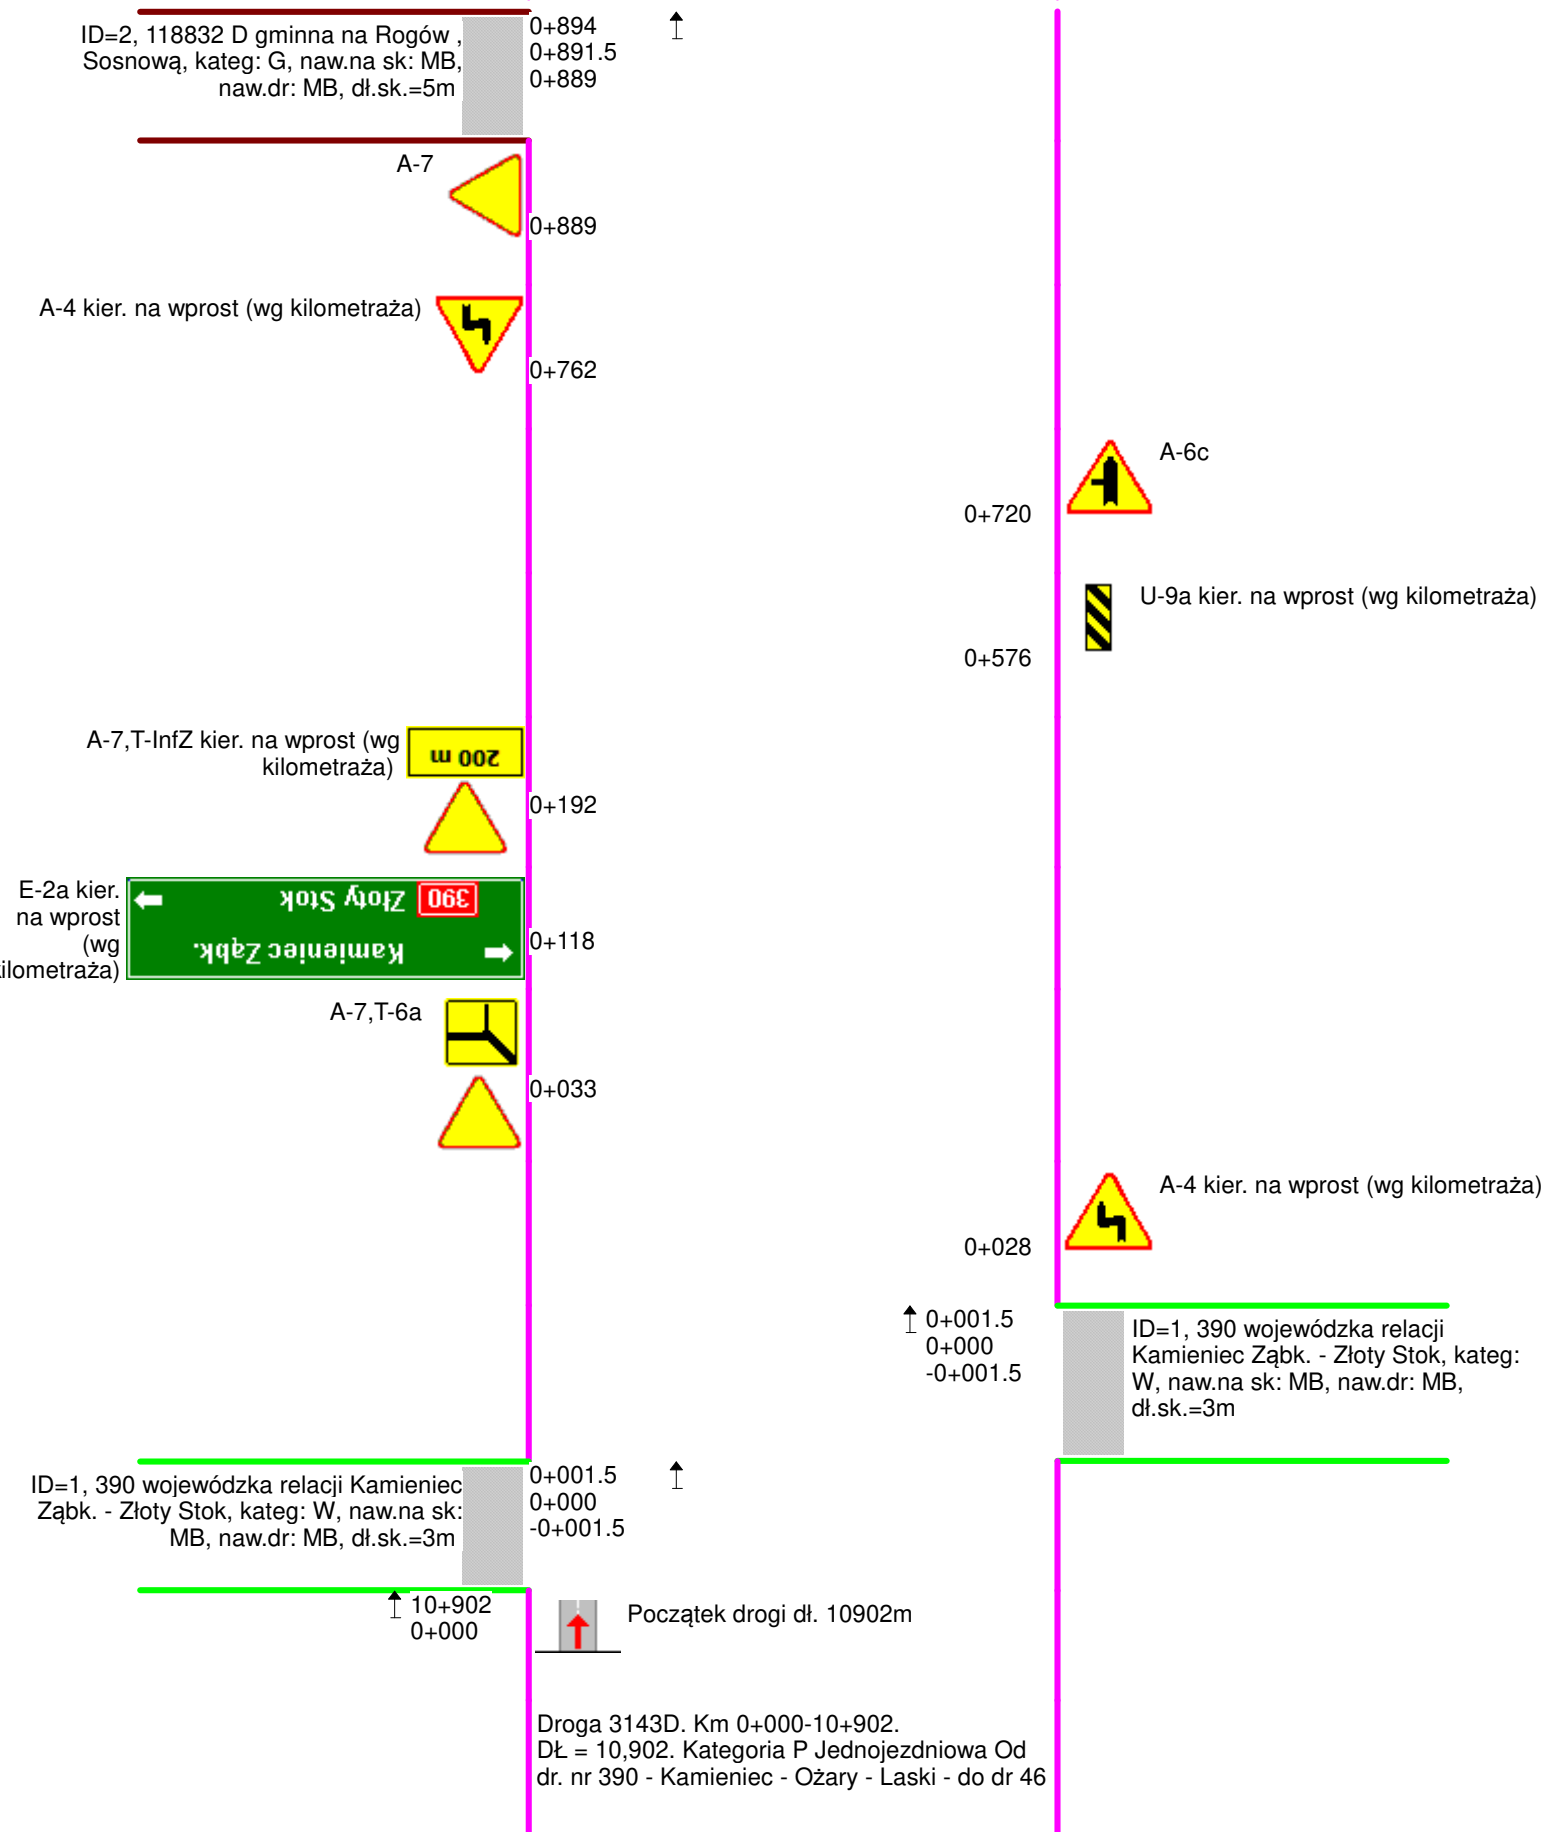 ID=2, 118832 D gminna na Rogów ,
Sosnową, kateg: G, naw.na sk: MB,
naw.dr: MB, dł.sk.=5m
0+894
0+891.5
0+889
A-7
0+889
A-4 kier. na wprost (wg kilometraża)
0+762
A-6c
0+720
U-9a kier. na wprost (wg kilometraża)
0+576
A-7,T-InfZ kier. na wprost (wg
kilometraża)
200 m
0+192
E-2a kier.
na wprost
(wg
kilometraża)
Kamieniec Ząbk.
390 Złoty Stok
0+118
A-7,T-6a
0+033
A-4 kier. na wprost (wg kilometraża)
0+028
0+001.5
0+000
-0+001.5
ID=1, 390 wojewódzka relacji
Kamieniec Ząbk. - Złoty Stok, kateg:
W, naw.na sk: MB, naw.dr: MB,
dł.sk.=3m
ID=1, 390 wojewódzka relacji Kamieniec
Ząbk. - Złoty Stok, kateg: W, naw.na sk:
MB, naw.dr: MB, dł.sk.=3m
0+001.5
0+000
-0+001.5
10+902
0+000
Początek drogi dł. 10902m
Droga 3143D. Km 0+000-10+902.
DŁ = 10,902. Kategoria P Jednojezdniowa Od
dr. nr 390 - Kamieniec - Ożary - Laski - do dr 46